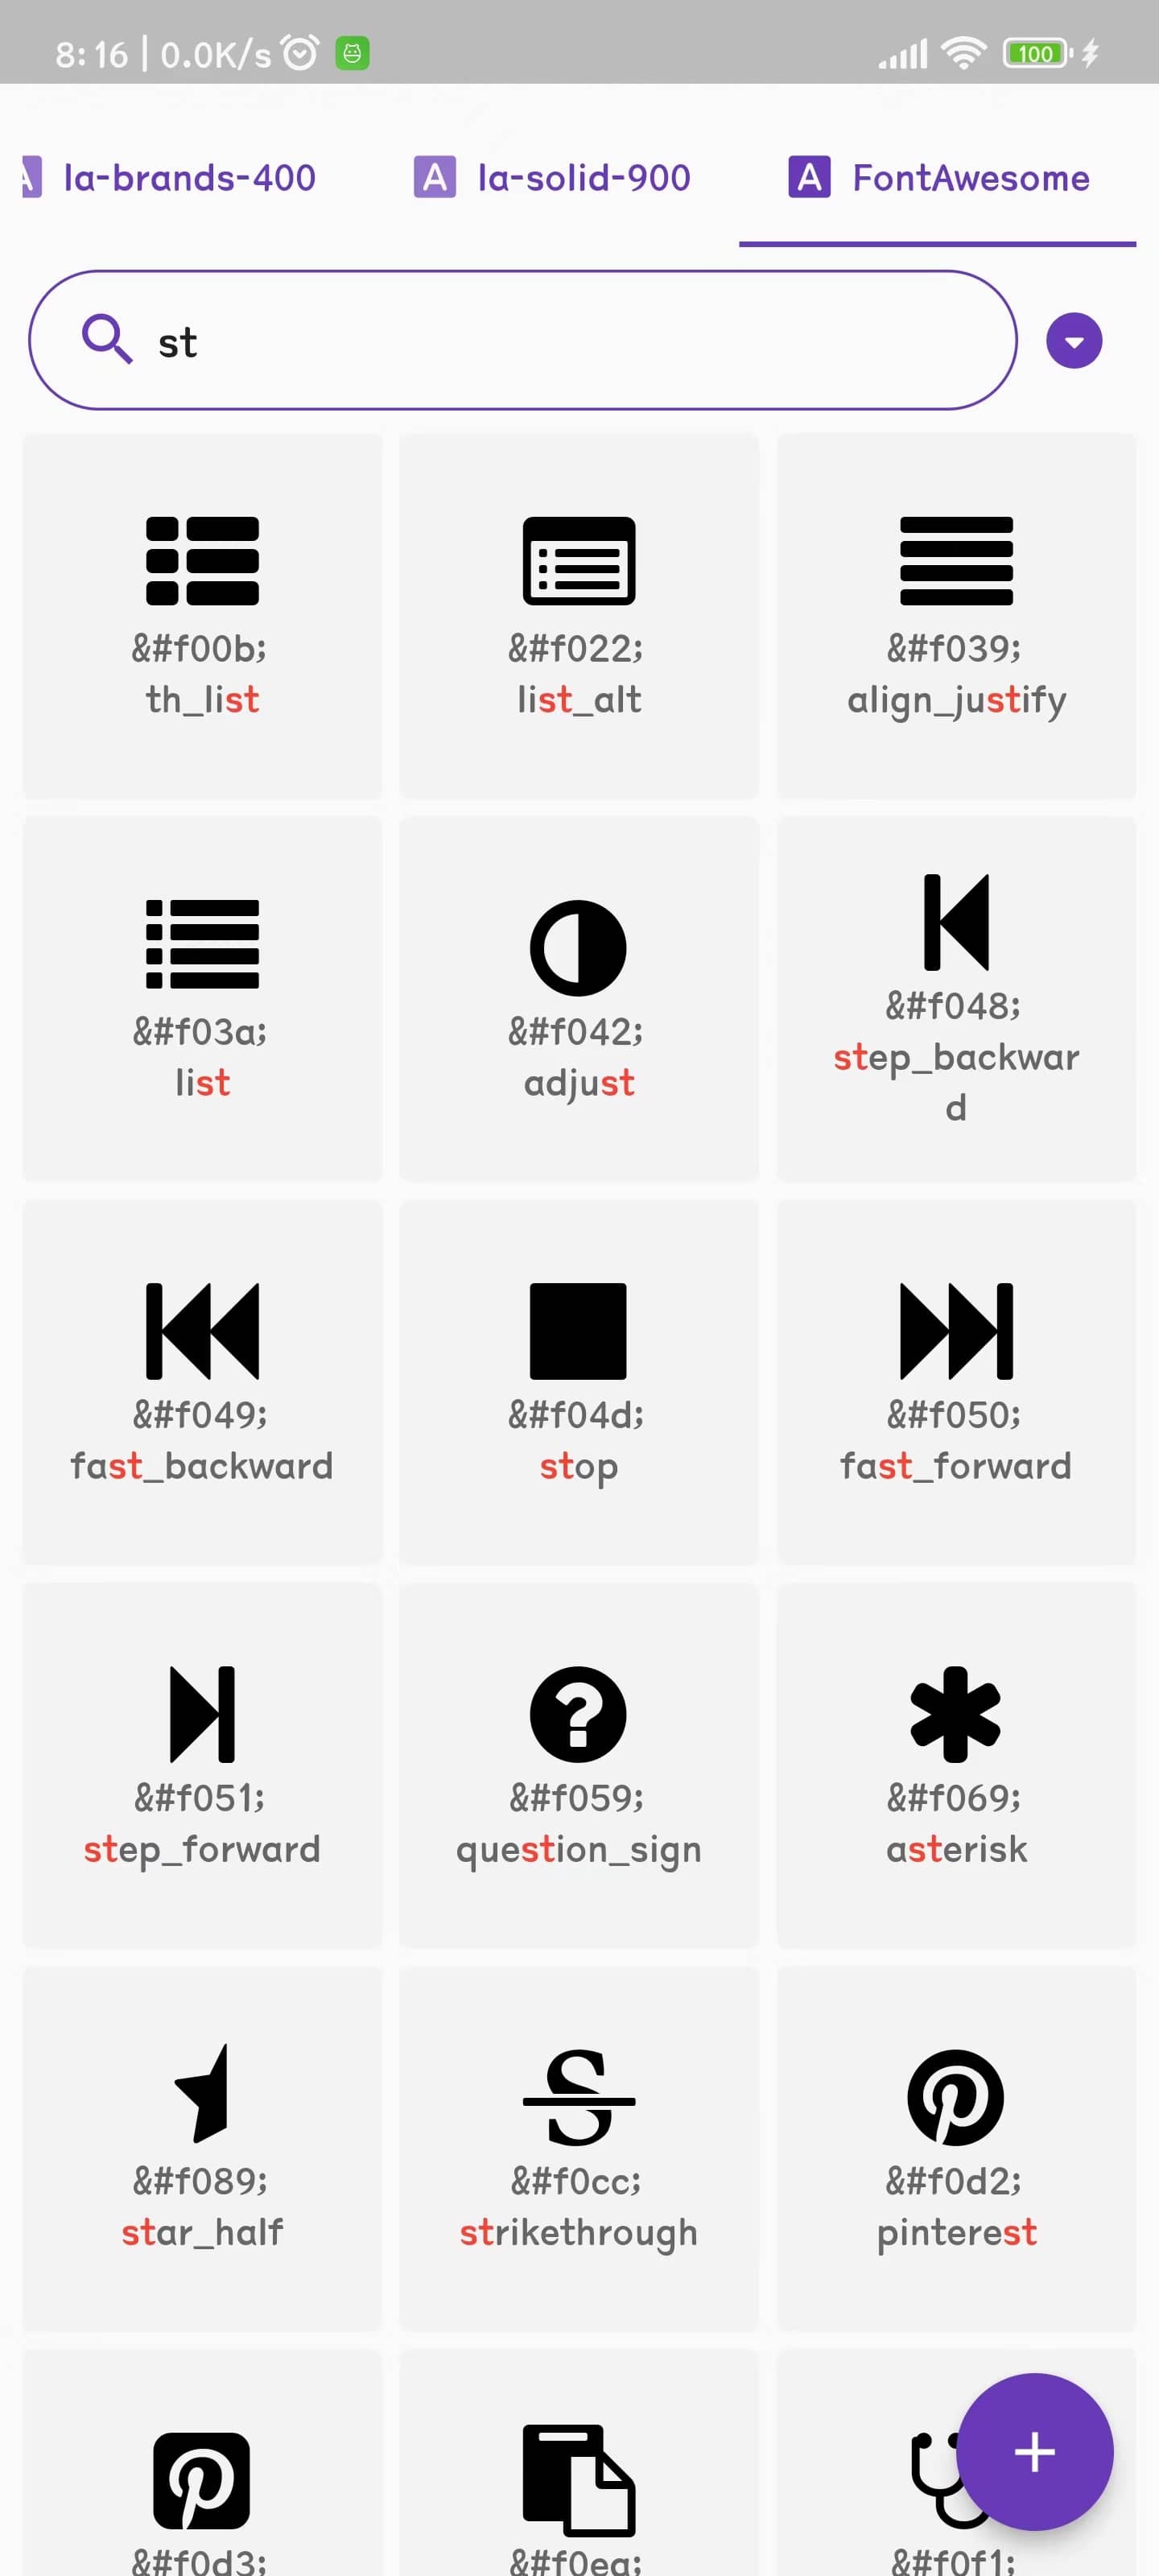 8:16 | 0.0K/s
100
la-brands-400
la-solid-900
FontAwesome
st
&#f00b;
th_list
&#f022;
list_alt
&#f039;
align_justify
&#f03a;
list
&#f042;
adjust
&#f048;
step_backwar
d
&#f049;
fast_backward
&#f04d;
stop
&#f050;
fast_forward
&#f051;
step_forward
&#f059;
question_sign
&#f069;
asterisk
&#f089;
star_half
&#f0cc;
strikethrough
&#f0d2;
pinterest
&#f0d3;
&#f0ea;
&#f0f1;